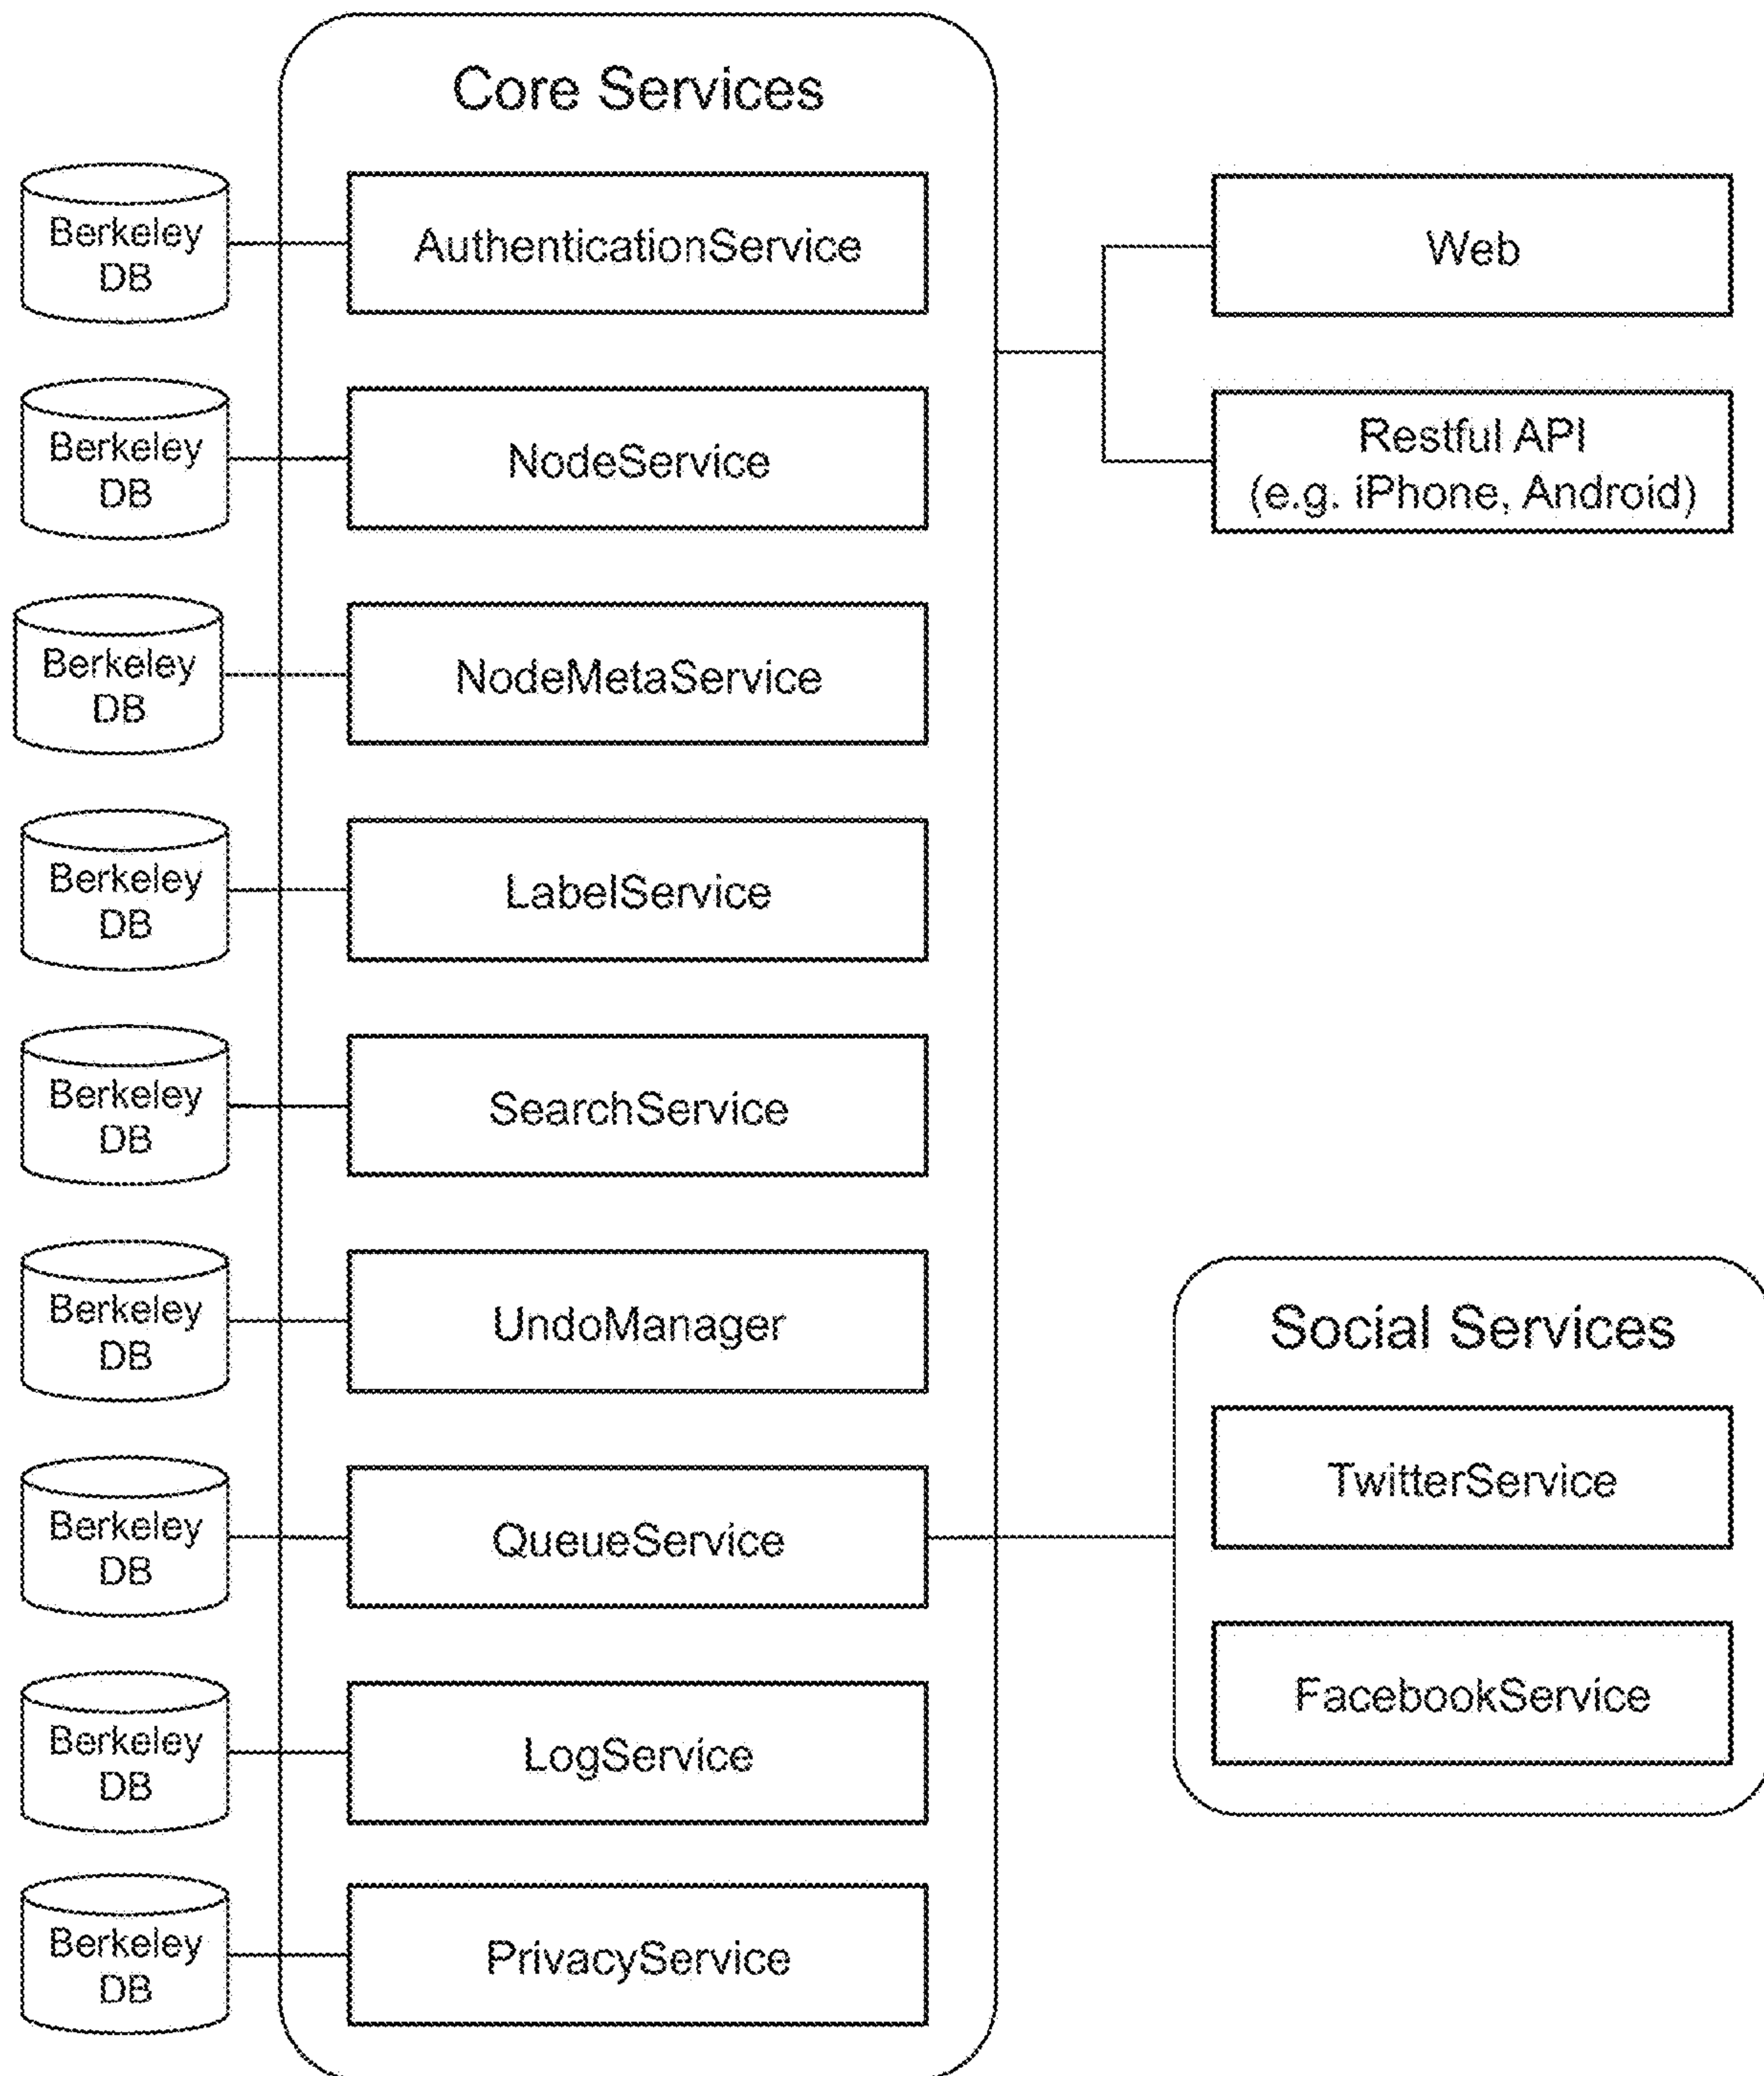 Core Services
Berkeley
DB
AuthenticationService
Web
Berkeley
DB
NodeService
Restful API
(e.g. iPhone, Android)
Berkeley
DB
NodeMetaService
Berkeley
DB
LabelService
Berkeley
DB
SearchService
Berkeley
DB
UndoManager
Social Services
Berkeley
DB
QueueService
TwitterService
Berkeley
DB
LogService
FacebookService
Berkeley
DB
PrivacyService